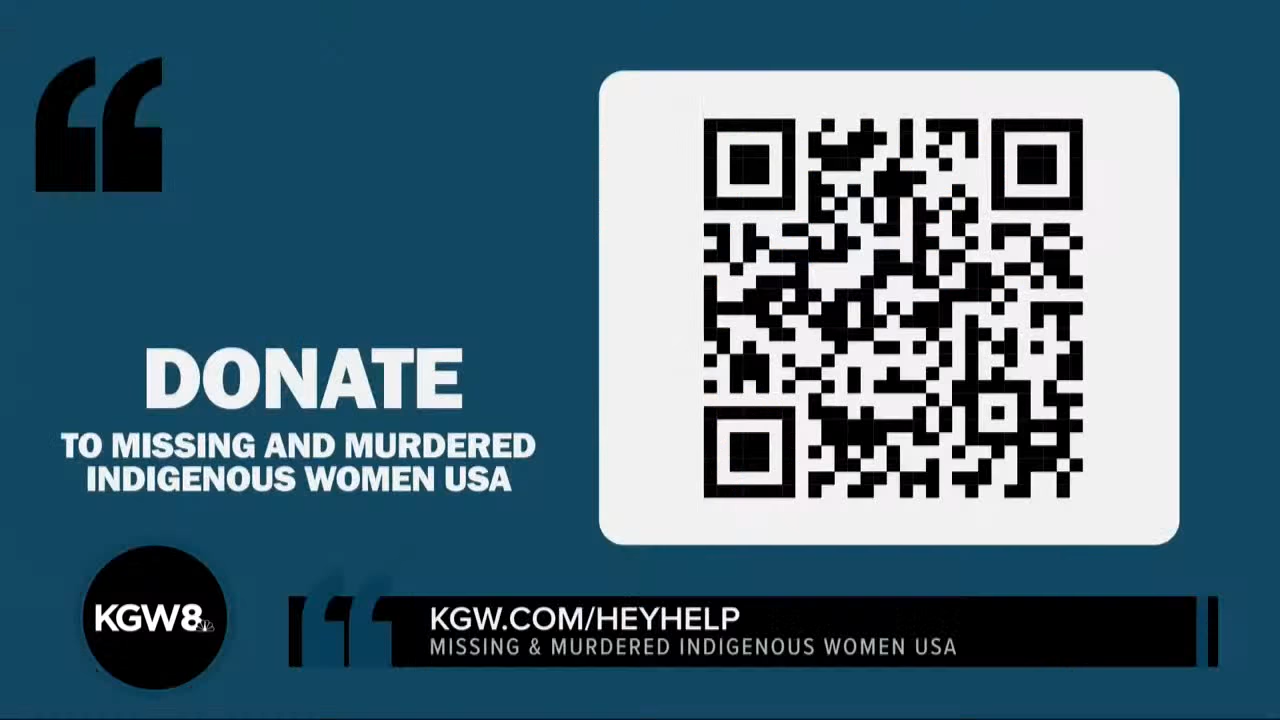 DONATE
TO MISSING AND MURDERED
INDIGENOUS WOMEN USA
KGW8
KGW.COM/HEYHELP
MISSING & MURDERED INDIGENOUS WOMEN USA